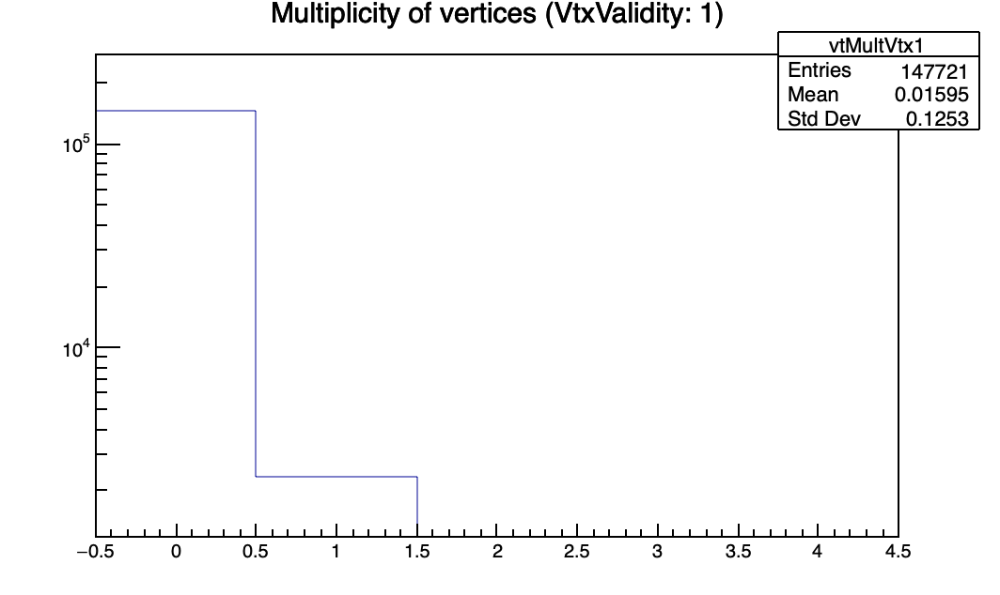 Multiplicity of vertices (VtxValidity: 1)
vtMultVtx1
Entries 147721
Mean 0.01595
Std Dev 0.1253
10^5
10^4
−0.5 0 0.5 1 1.5 2 2.5 3 3.5 4 4.5